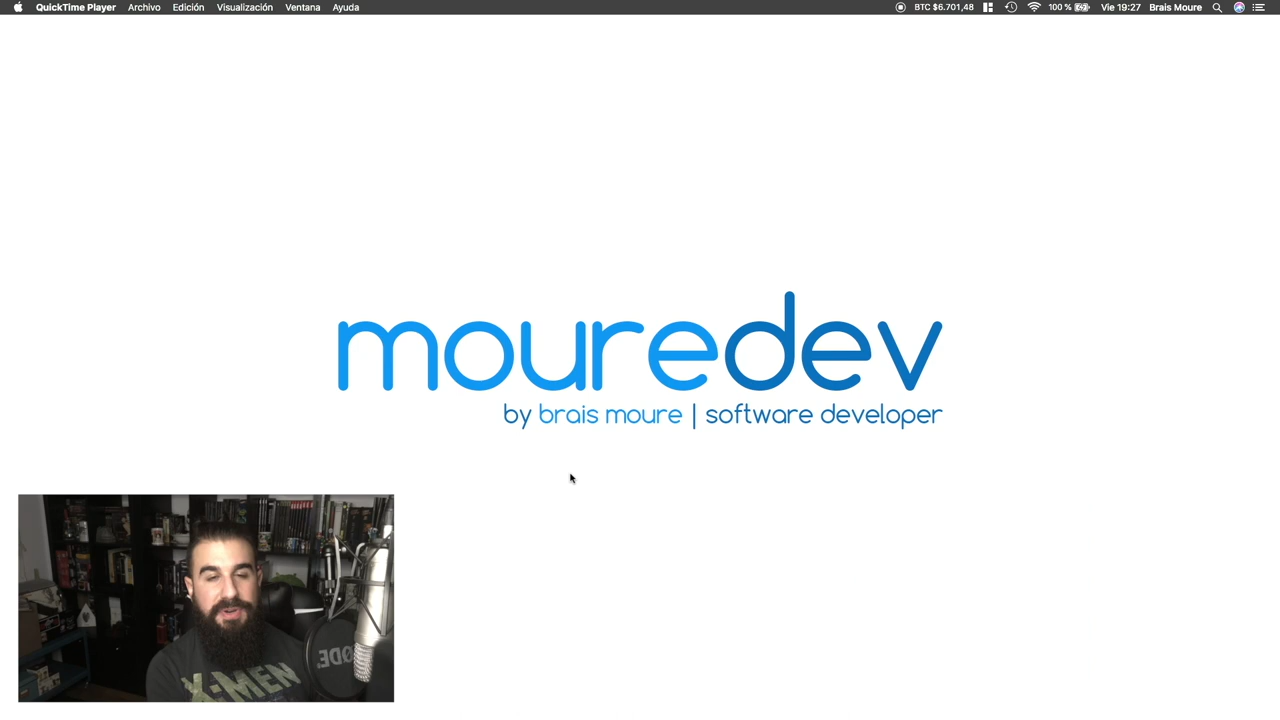 QuickTime Player Archivo Edición Visualización Ventana Ayuda BTC $6.701,48 100 % Vie 19:27 Brais Moure
mouredev
by brais moure | software developer
RØDE
X-MEN